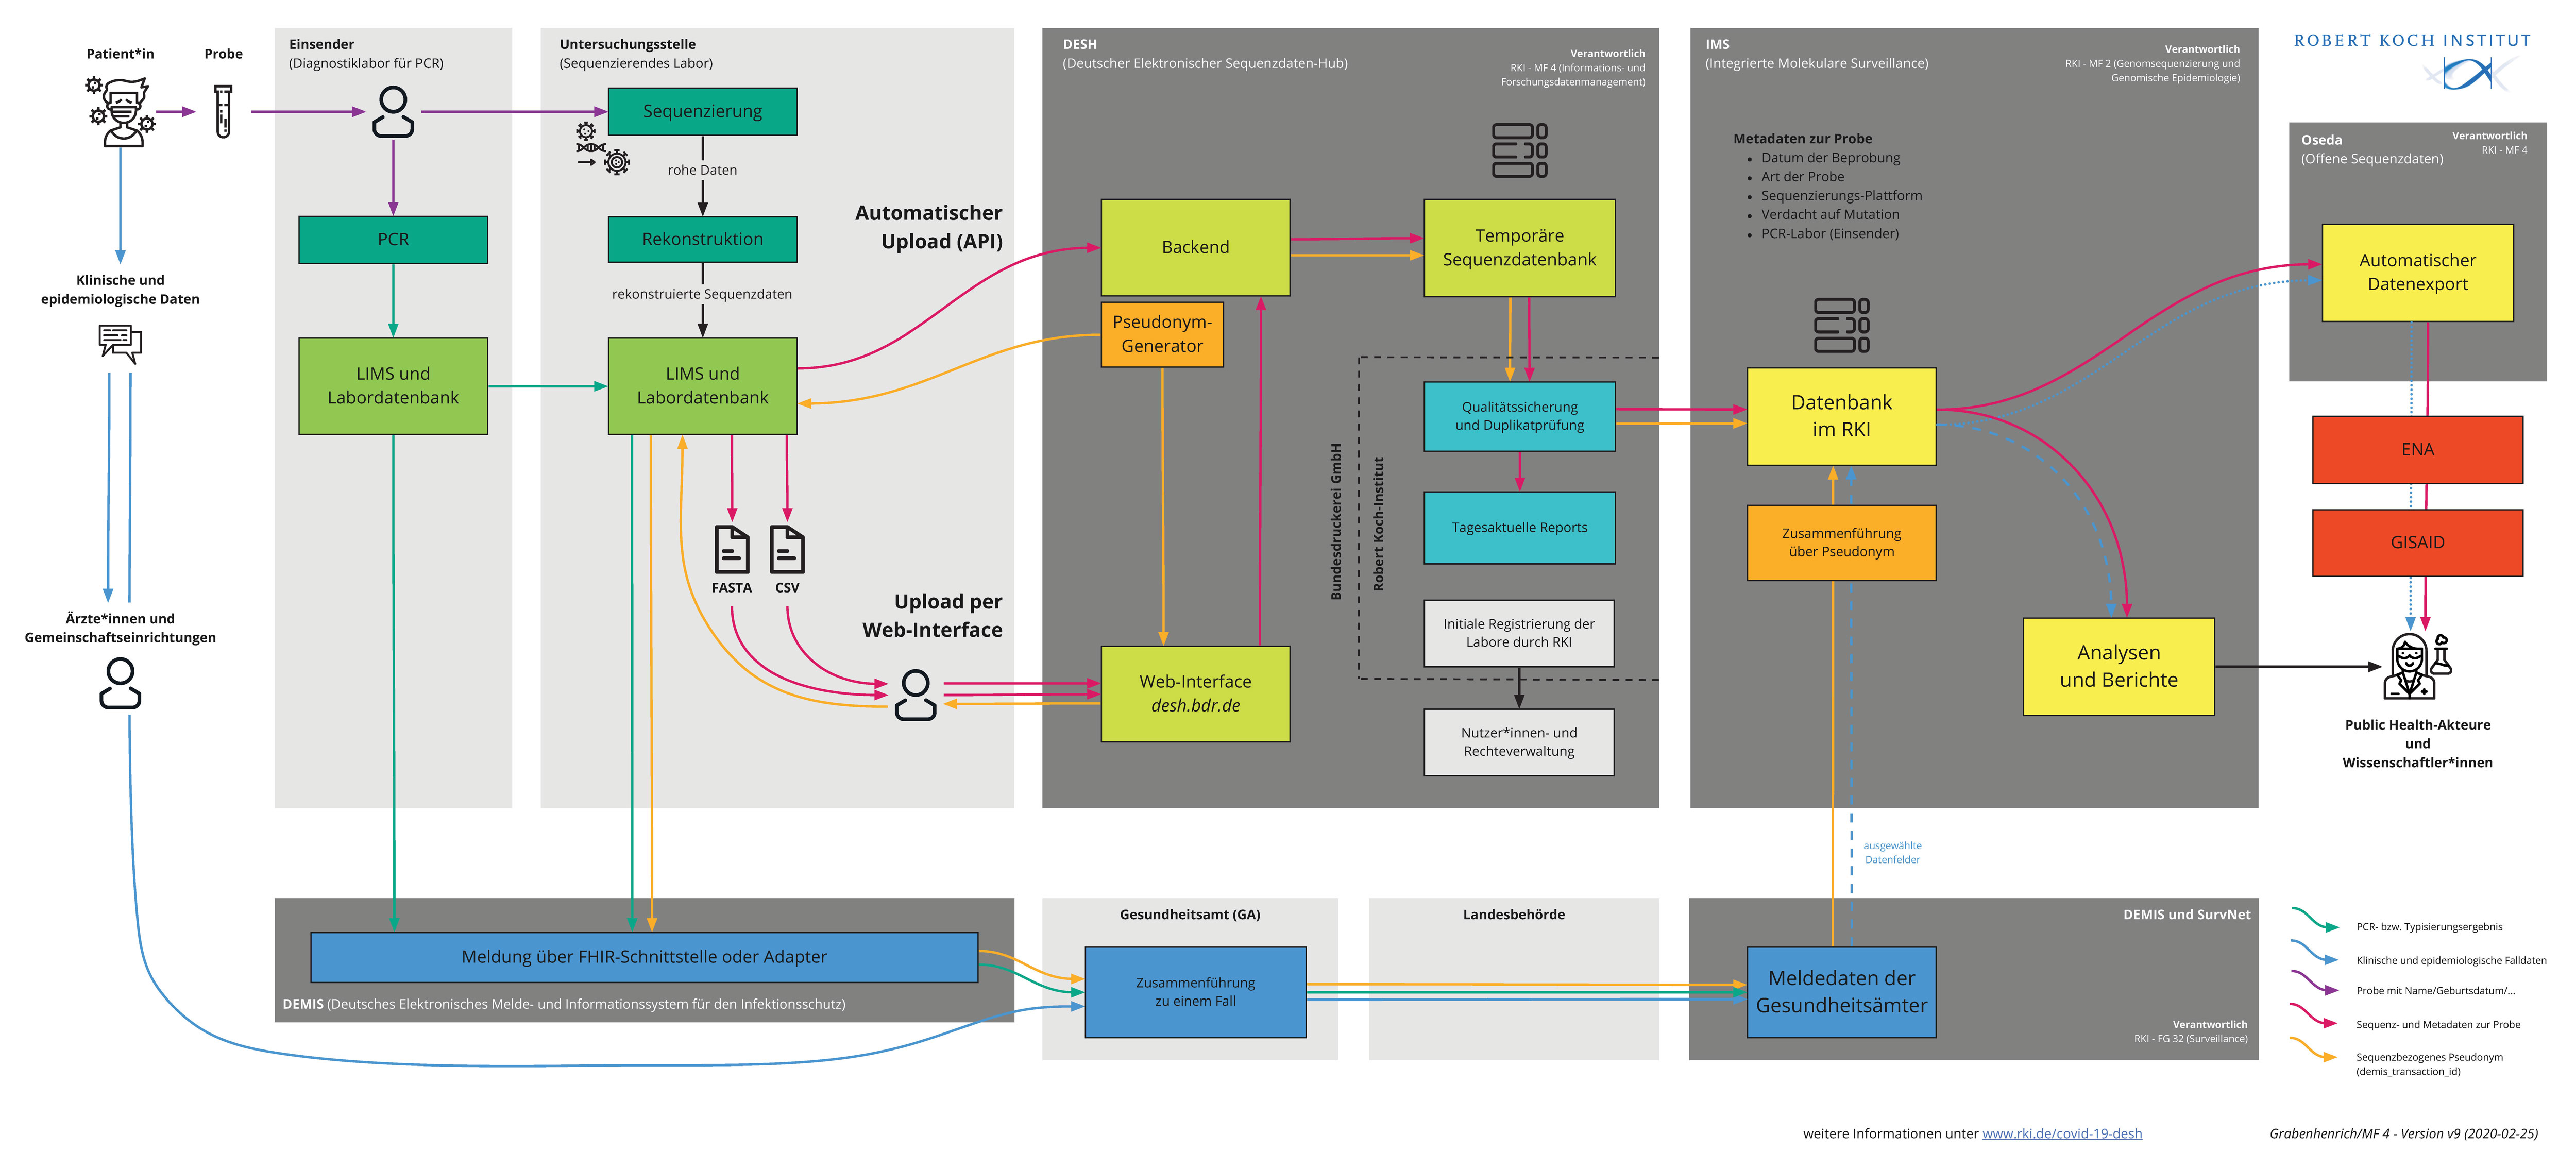 Patient*in
Probe
Klinische und
epidemiologische Daten
Ärzte*innen und
Gemeinschaftseinrichtungen
Einsender
(Diagnostiklabor für PCR)
PCR
LIMS und
Labordatenbank
Untersuchungsstelle
(Sequenzierendes Labor)
Sequenzierung
rohe Daten
Rekonstruktion
rekonstruierte Sequenzdaten
LIMS und
Labordatenbank
FASTA
CSV
Automatischer
Upload (API)
Upload per
Web-Interface
DESH
(Deutscher Elektronischer Sequenzdaten-Hub)
Verantwortlich
RKI - MF 4 (Informations- und
Forschungsdatenmanagement)
Backend
Pseudonym-
Generator
Web-Interface
desh.bdr.de
Temporäre
Sequenzdatenbank
Bundesdruckerei GmbH
Robert Koch-Institut
Qualitätssicherung
und Duplikatprüfung
Tagesaktuelle Reports
Initiale Registrierung der
Labore durch RKI
Nutzer*innen- und
Rechteverwaltung
IMS
(Integrierte Molekulare Surveillance)
Verantwortlich
RKI - MF 2 (Genomsequenzierung und
Genomische Epidemiologie)
Metadaten zur Probe
• Datum der Beprobung
• Art der Probe
• Sequenzierungs-Plattform
• Verdacht auf Mutation
• PCR-Labor (Einsender)
Datenbank
im RKI
Zusammenführung
über Pseudonym
Analysen
und Berichte
ausgewählte
Datenfelder
ROBERT KOCH INSTITUT
Oseda
(Offene Sequenzdaten)
Verantwortlich
RKI - MF 4
Automatischer
Datenexport
ENA
GISAID
Public Health-Akteure
und
Wissenschaftler*innen
Meldung über FHIR-Schnittstelle oder Adapter
DEMIS (Deutsches Elektronisches Melde- und Informationssystem für den Infektionsschutz)
Gesundheitsamt (GA)
Zusammenführung
zu einem Fall
Landesbehörde
DEMIS und SurvNet
Meldedaten der
Gesundheitsämter
Verantwortlich
RKI - FG 32 (Surveillance)
PCR- bzw. Typisierungsergebnis
Klinische und epidemiologische Falldaten
Probe mit Name/Geburtsdatum/...
Sequenz- und Metadaten zur Probe
Sequenzbezogenes Pseudonym
(demis_transaction_id)
weitere Informationen unter www.rki.de/covid-19-desh
Grabenhenrich/MF 4 - Version v9 (2020-02-25)